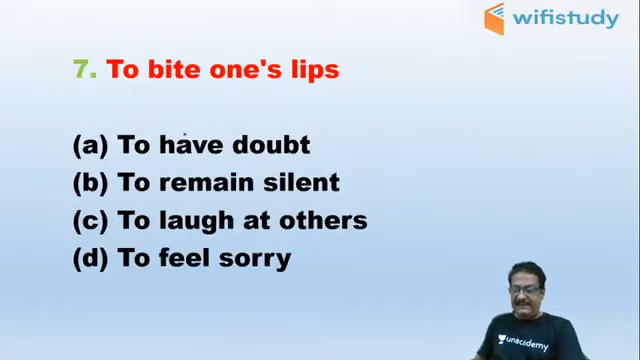 wifistudy
7. To bite one's lips
(a) To have doubt
(b) To remain silent
(c) To laugh at others
(d) To feel sorry
unacademy